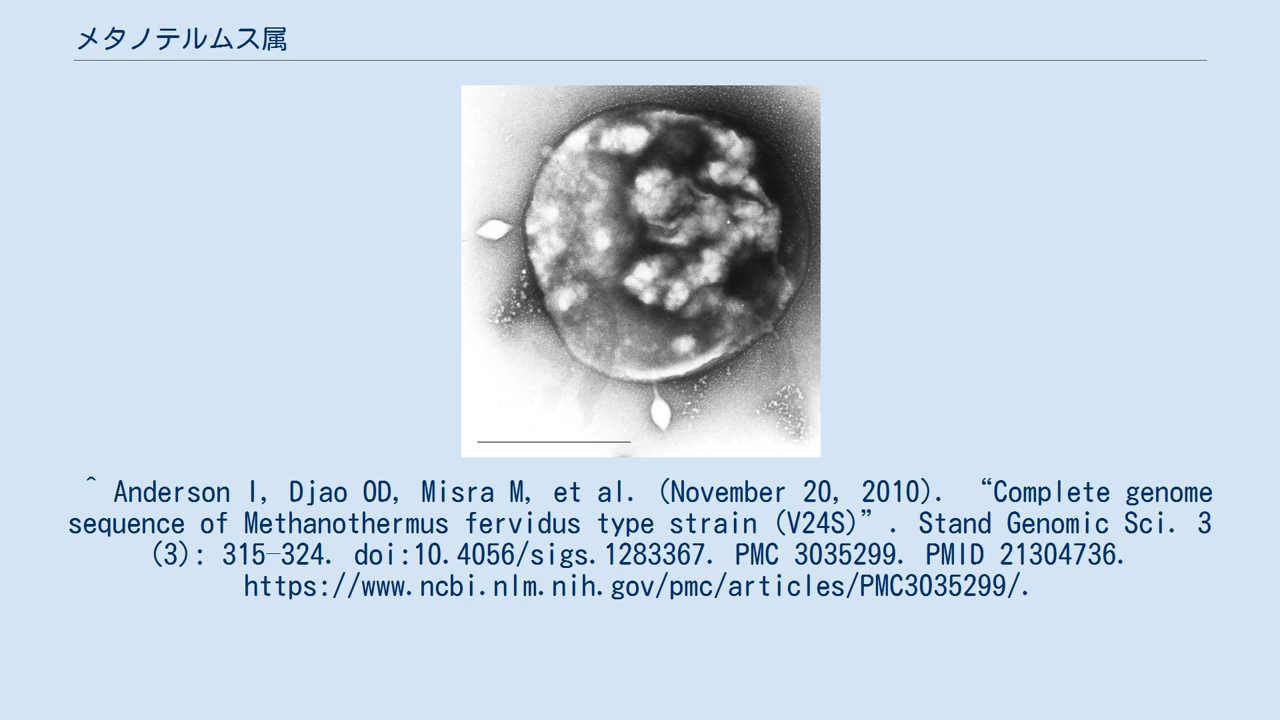 メタノテルムス属
^ Anderson I, Djao OD, Misra M, et al. (November 20, 2010). “Complete genome
sequence of Methanothermus fervidus type strain (V24S)”. Stand Genomic Sci. 3
(3): 315–324. doi:10.4056/sigs.1283367. PMC 3035299. PMID 21304736.
https://www.ncbi.nlm.nih.gov/pmc/articles/PMC3035299/.